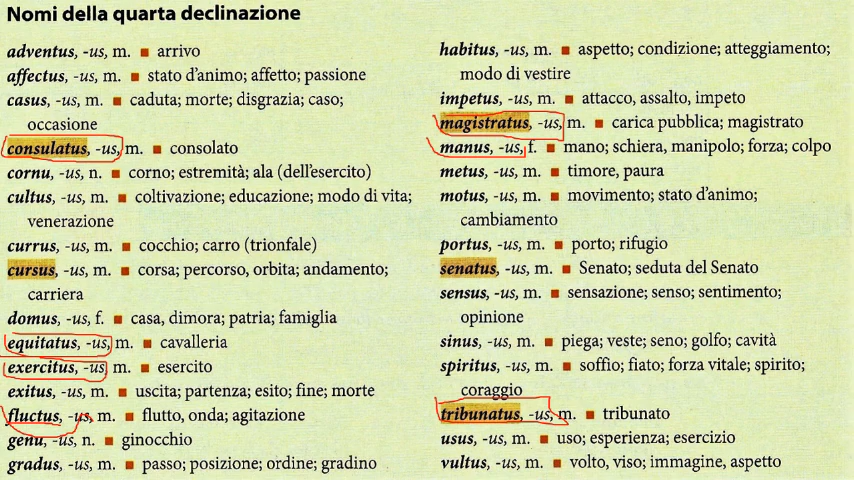 Nomi della quarta declinazione
adventus, -us, m. ■ arrivo
affectus, -us, m. ■ stato d'animo; affetto; passione
casus, -us, m. ■ caduta; morte; disgrazia; caso;
occasione
consulatus, -us, m. ■ consolato
cornu, -us, n. ■ corno; estremità; ala (dell'esercito)
cultus, -us, m. ■ coltivazione; educazione; modo di vita;
venerazione
currus, -us, m. ■ cocchio; carro (trionfale)
cursus, -us, m. ■ corsa; percorso, orbita; andamento;
carriera
domus, -us, f. ■ casa, dimora; patria; famiglia
equitatus, -us, m. ■ cavalleria
exercitus, -us, m. ■ esercito
exitus, -us, m. ■ uscita; partenza; esito; fine; morte
fluctus, -us, m. ■ flutto, onda; agitazione
genu, -us, n. ■ ginocchio
gradus, -us, m. ■ passo; posizione; ordine; gradino
habitus, -us, m. ■ aspetto; condizione; atteggiamento;
modo di vestire
impetus, -us, m. ■ attacco, assalto, impeto
magistratus, -us, m. ■ carica pubblica; magistrato
manus, -us, f. ■ mano; schiera, manipolo; forza; colpo
metus, -us, m. ■ timore, paura
motus, -us, m. ■ movimento; stato d'animo;
cambiamento
portus, -us, m. ■ porto; rifugio
senatus, -us, m. ■ Senato; seduta del Senato
sensus, -us, m. ■ sensazione; senso; sentimento;
opinione
sinus, -us, m. ■ piega; veste; seno; golfo; cavità
spiritus, -us, m. ■ soffio; fiato; forza vitale; spirito;
coraggio
tribunatus, -us, m. ■ tribunato
usus, -us, m. ■ uso; esperienza; esercizio
vultus, -us, m. ■ volto, viso; immagine, aspetto